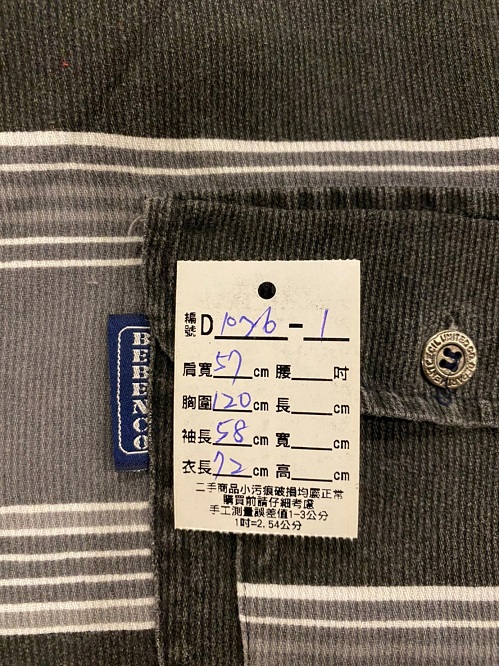 編號 D 1026 - 1
肩寬 57 cm 腰 吋
胸圍 120 cm 長 cm
袖長 58 cm 寬 cm
衣長 72 cm 高 cm
二手商品小污痕破損均屬正常
購買前請仔細考慮
手工測量誤差值1-3公分
1吋=2.54公分
BEBENCO